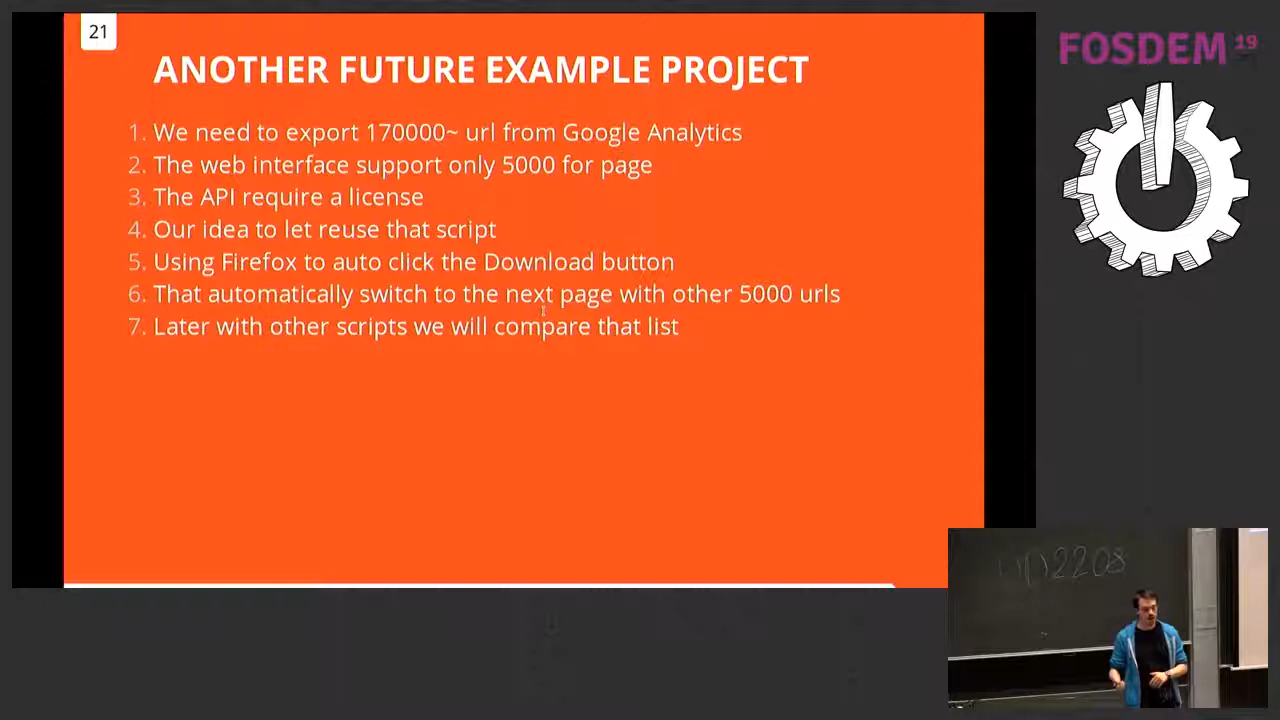 21
ANOTHER FUTURE EXAMPLE PROJECT
1. We need to export 170000~ url from Google Analytics
2. The web interface support only 5000 for page
3. The API require a license
4. Our idea to let reuse that script
5. Using Firefox to auto click the Download button
6. That automatically switch to the next page with other 5000 urls
7. Later with other scripts we will compare that list
FOSDEM 19
2208